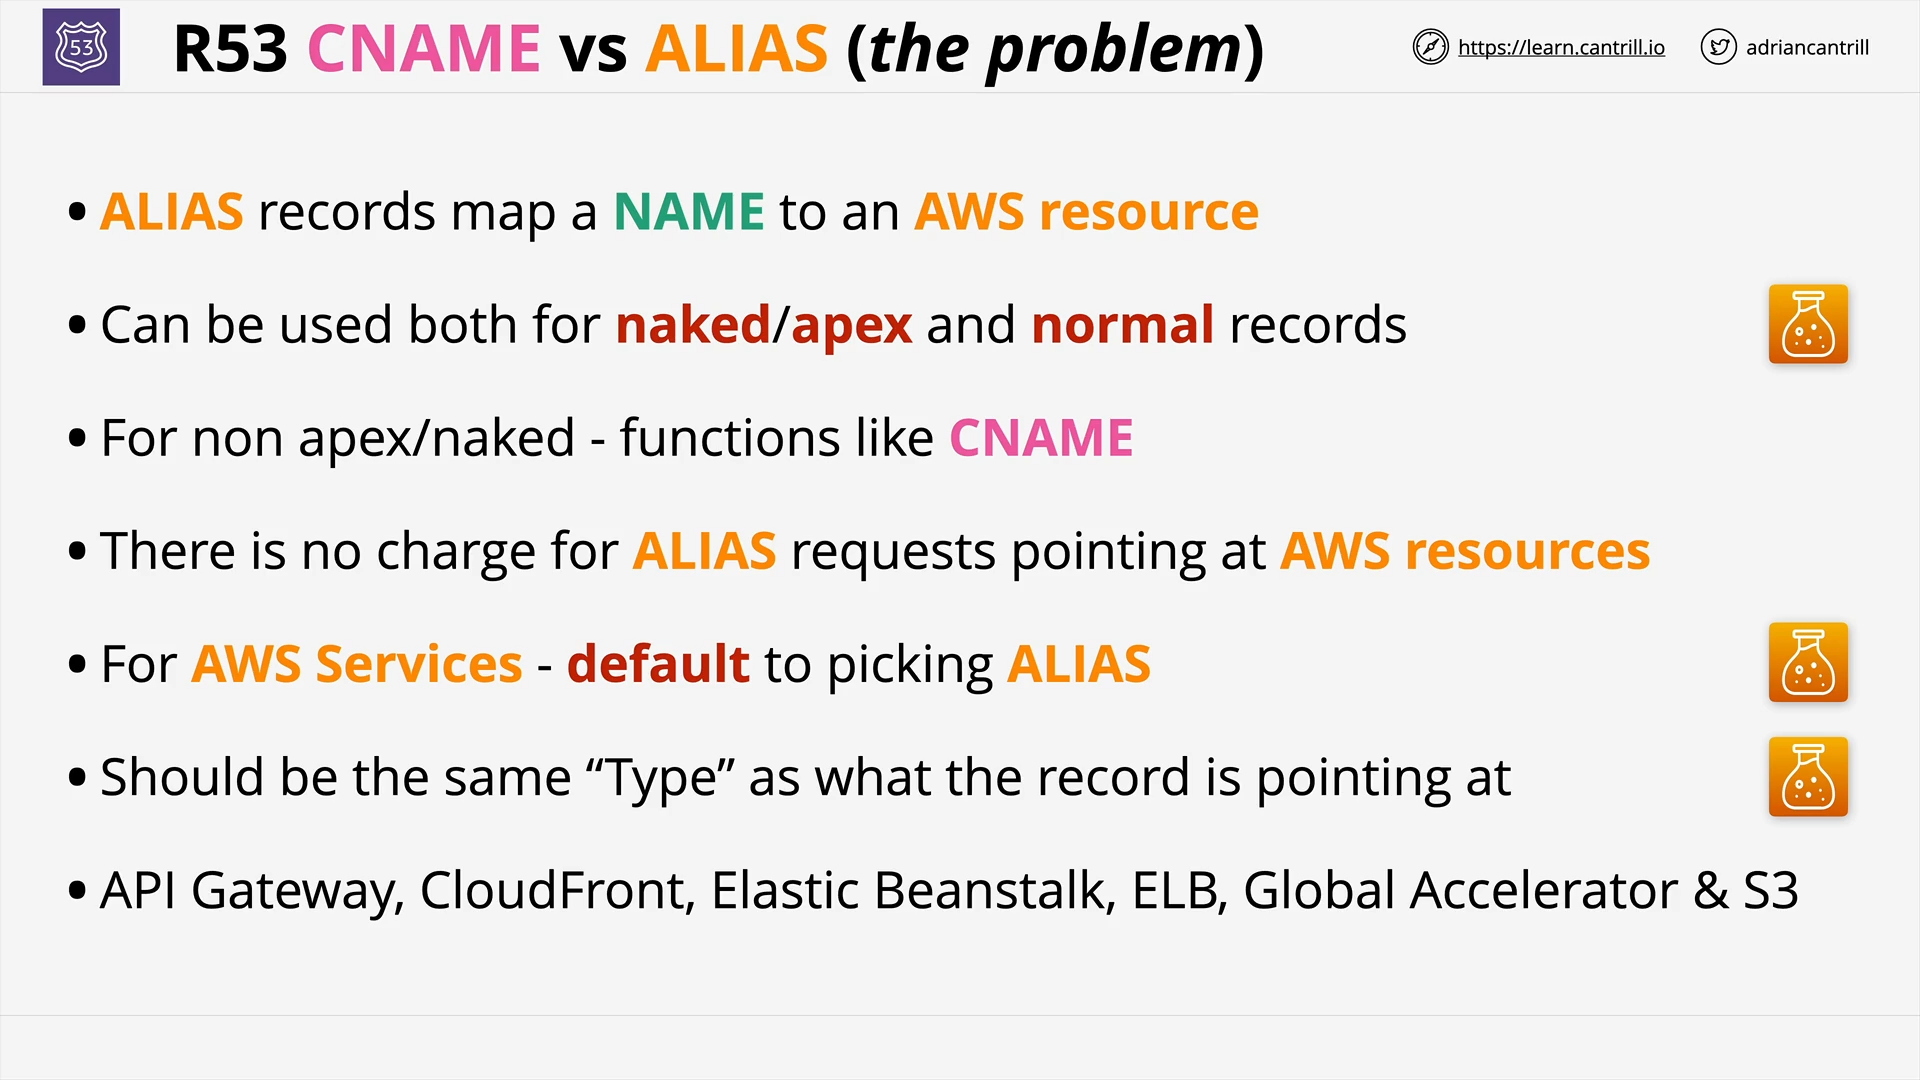 53
R53 CNAME vs ALIAS (the problem)
https://learn.cantrill.io
adriancantrill
• ALIAS records map a NAME to an AWS resource
• Can be used both for naked/apex and normal records
• For non apex/naked - functions like CNAME
• There is no charge for ALIAS requests pointing at AWS resources
• For AWS Services - default to picking ALIAS
• Should be the same “Type” as what the record is pointing at
• API Gateway, CloudFront, Elastic Beanstalk, ELB, Global Accelerator & S3